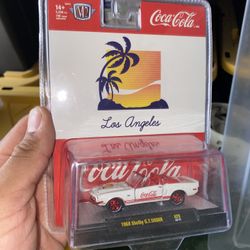 14+
M2
Coca-Cola
Los Angeles
Coca Cola
Coca-Cola
1968 Shelby G.T.500KR